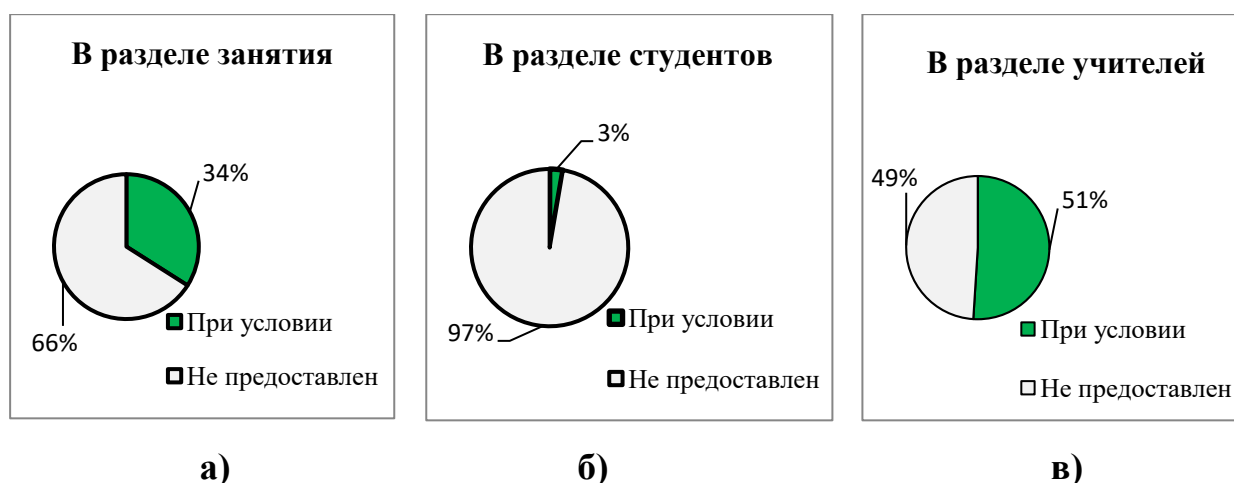 В разделе занятия
34%
66%
При условии
Не предоставлен
а)
В разделе студентов
3%
97%
При условии
Не предоставлен
б)
В разделе учителей
49%
51%
При условии
Не предоставлен
в)